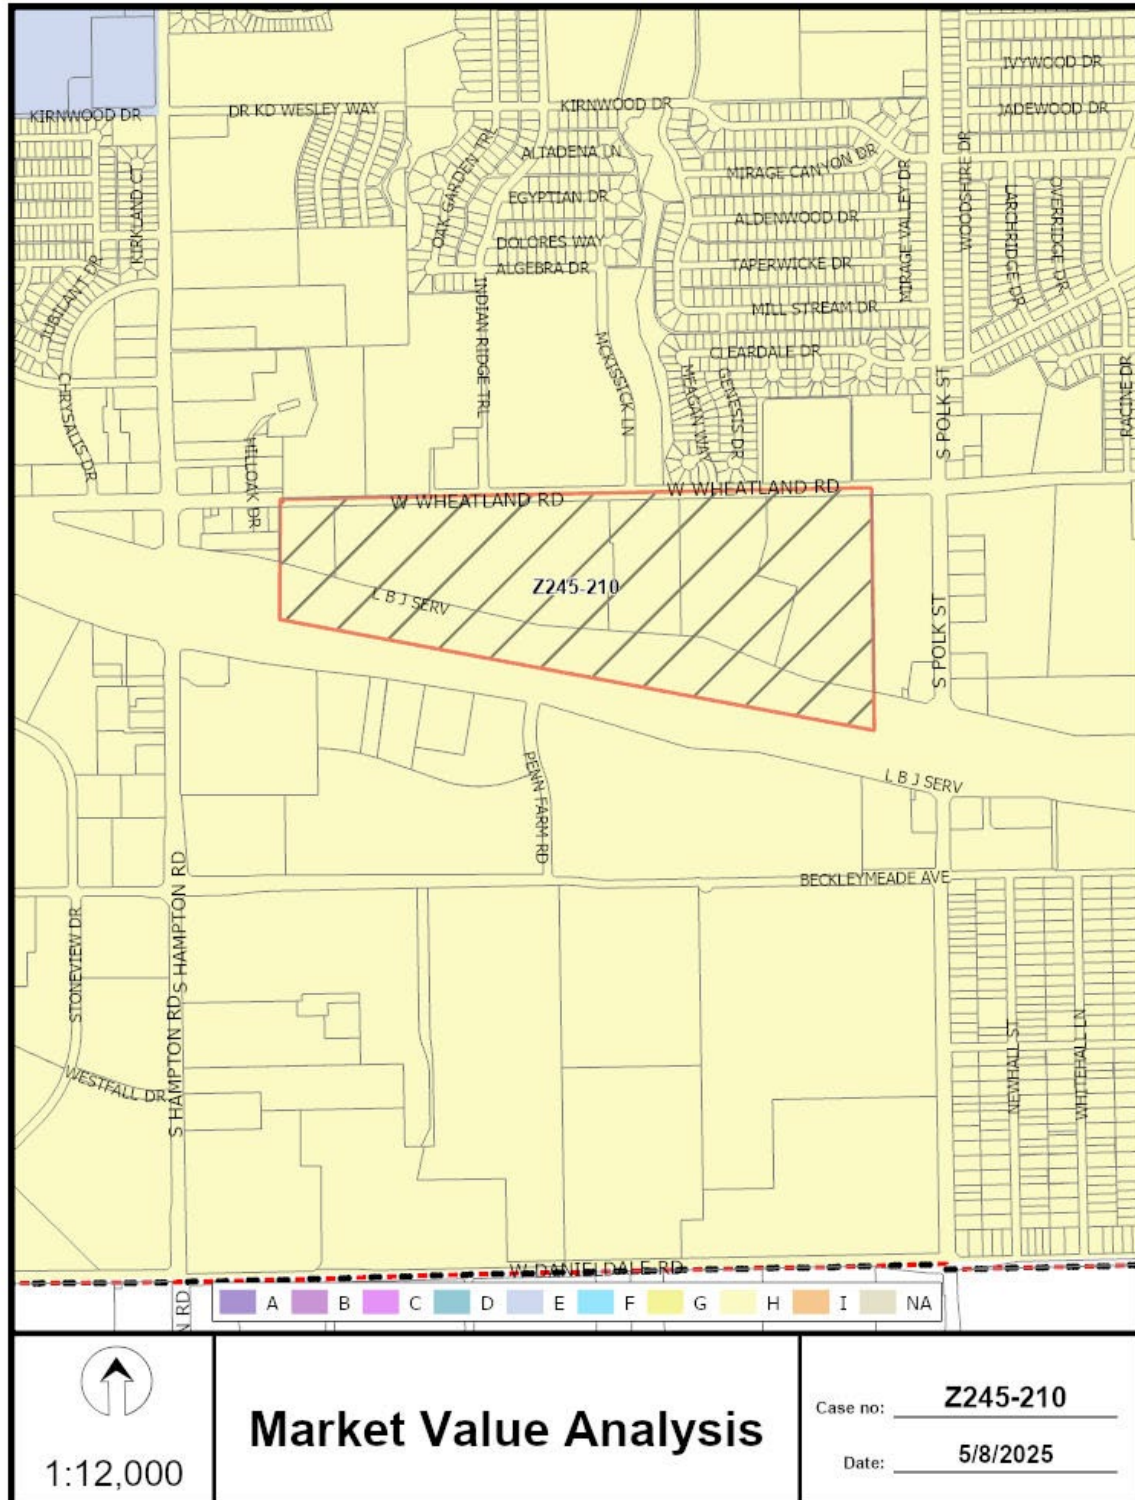 IVYWOOD DR
KIRNWOOD DR
DR KD WESLEY WAY
KIRNWOOD DR
JADEWOOD DR
ALTADENA LN
MIRAGE CANYON DR
OAK GARDEN TRL
EGYPTIAN DR
KIRKLAND CT
MIRAGE VALLEY DR
WOODSHIRE DR
LARCHRIDGE DR
OVERRIDGE DR
ALDENWOOD DR
DOLORES WAY
ALGEBRA DR
TAPERWICKE DR
JUBILANT DR
INDIAN RIDGE TRL
MILL STREAM DR
CLEARDALE DR
MCKISSICK LN
CHRYSALIS DR
MEAGAN WAY
GENESIS DR
S POLK ST
RACINE DR
HILLOAK DR
W WHEATLAND RD
W WHEATLAND RD
Z245-210
L B J SERV
S POLK ST
PENN FARM RD
L B J SERV
BECKLEYMEADE AVE
S HAMPTON RD
STONEVIEW DR
S HAMPTON RD
WESTFALL DR
NEWHALL ST
WHITEHALL LN
W DANIELDALE RD
N RD
A B C D E F G H I NA
1:12,000
Market Value Analysis
Case no: Z245-210
Date: 5/8/2025